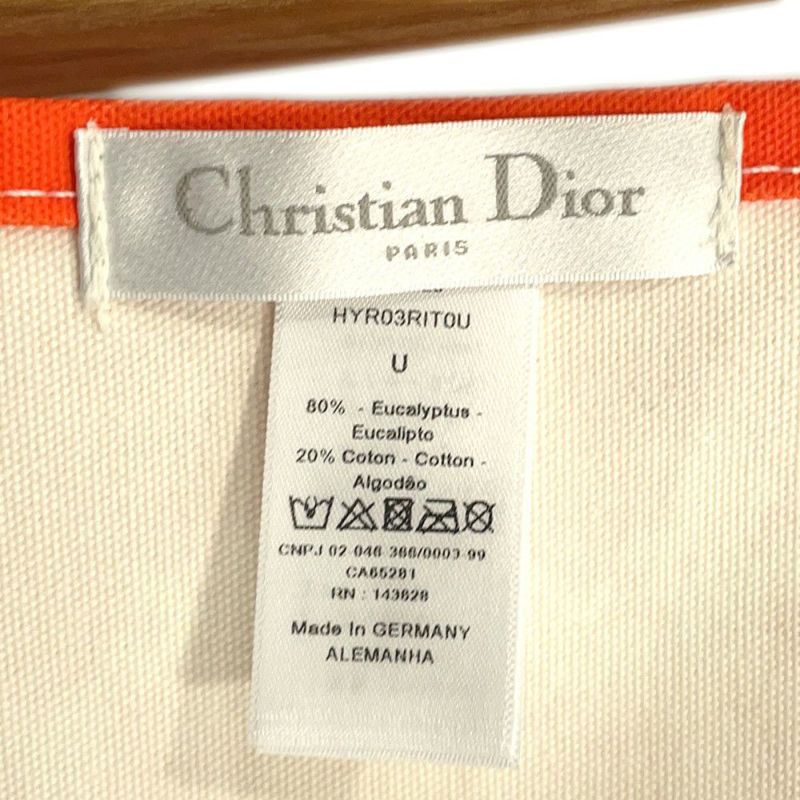 Christian Dior
PARIS
HYR03RIT0U
U
80% - Eucalyptus -
Eucalipto
20% Coton - Cotton -
Algodão
CNPJ 02-046-366/0003-99
CA65281
RN : 143828
Made In GERMANY
ALEMANHA